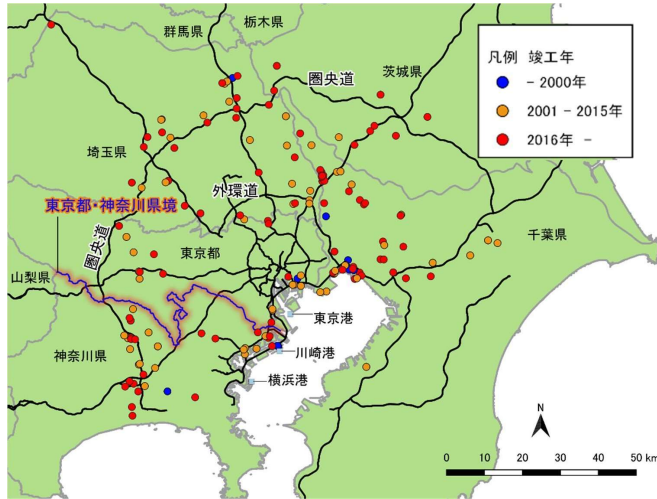 群馬県
栃木県
圏央道
茨城県
凡例 竣工年
- 2000年
2001 - 2015年
2016年 -
埼玉県
外環道
東京都・神奈川県境
圏央道
東京都
千葉県
山梨県
東京港
神奈川県
川崎港
横浜港
N
0 10 20 30 40 50 km